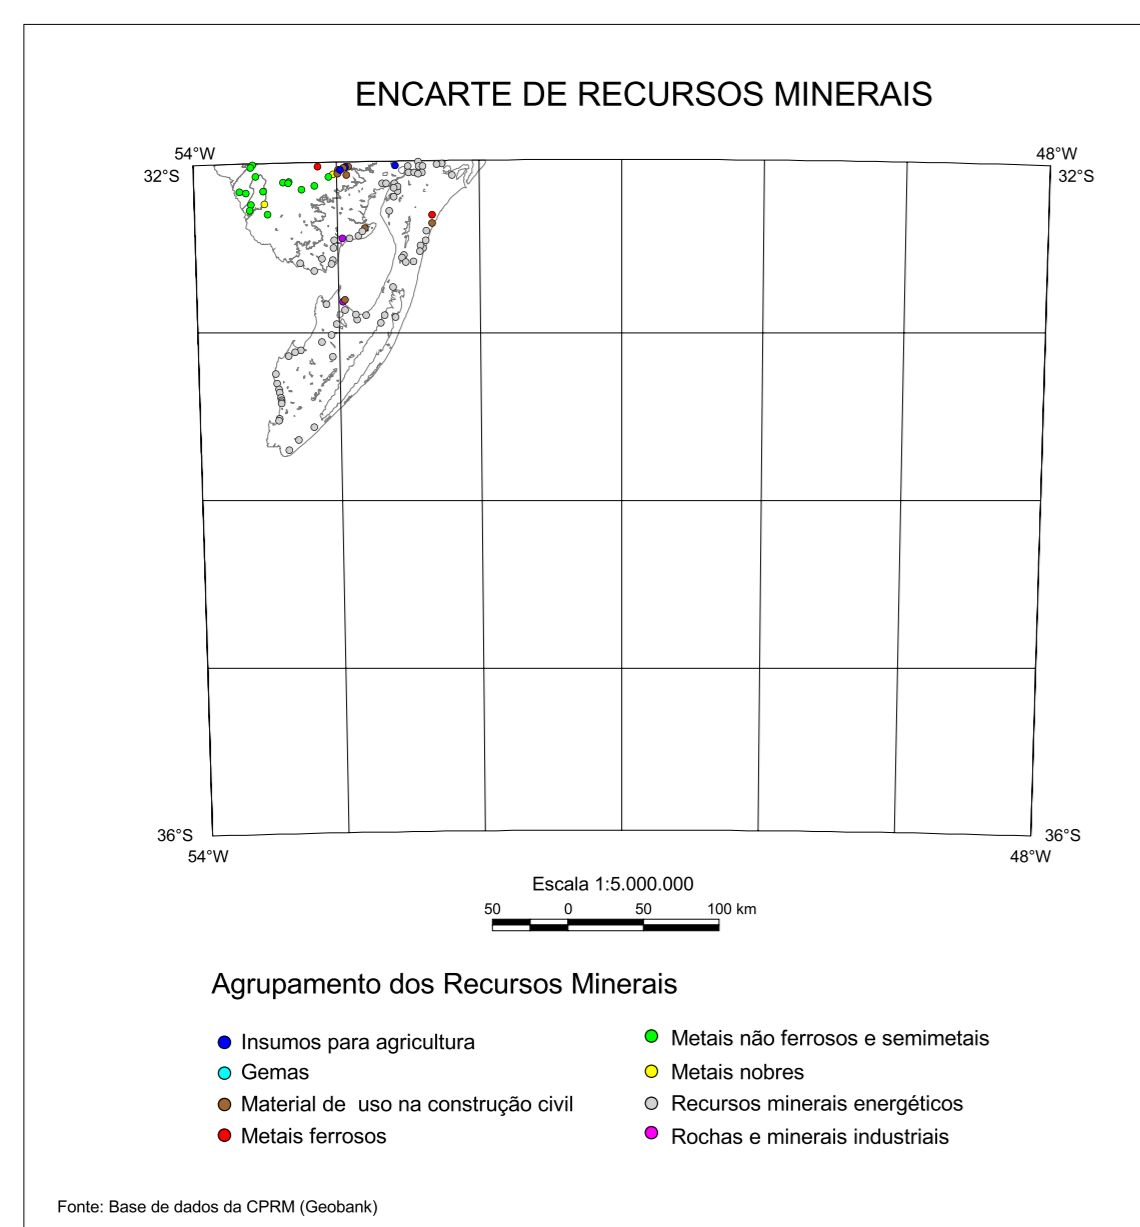 ENCARTE DE RECURSOS MINERAIS
54°W 48°W
32°S 32°S
36°S 36°S
54°W 48°W
Escala 1:5.000.000
50 0 50 100 km
Agrupamento dos Recursos Minerais
Insumos para agricultura
Gemas
Material de uso na construção civil
Metais ferrosos
Metais não ferrosos e semimetais
Metais nobres
Recursos minerais energéticos
Rochas e minerais industriais
Fonte: Base de dados da CPRM (Geobank)